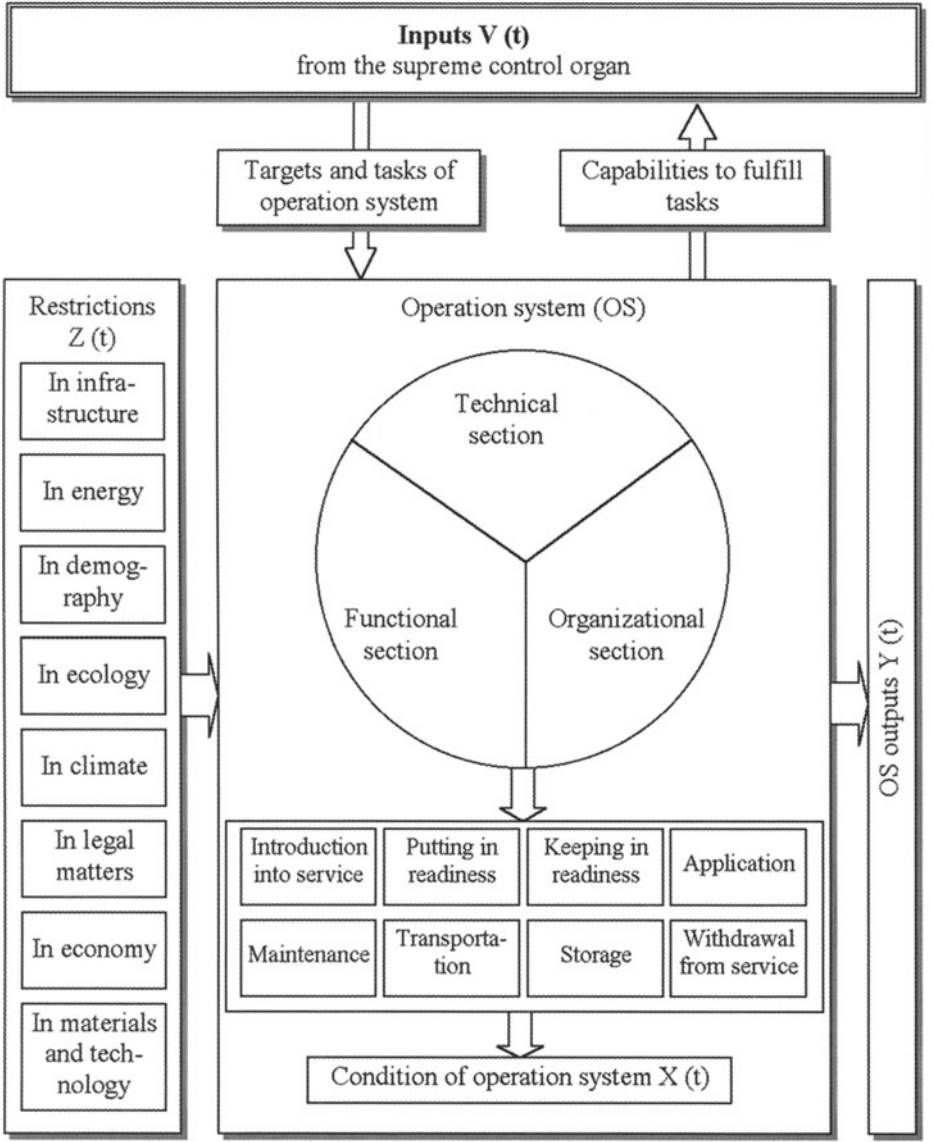 Inputs V (t)
from the supreme control organ
Targets and tasks of
operation system
Capabilities to fulfill
tasks
Restrictions
Z (t)
In infra-
structure
In energy
In demog-
raphy
In ecology
In climate
In legal
matters
In economy
In materials
and tech-
nology
Operation system (OS)
Technical
section
Functional
section
Organizational
section
Introduction
into service
Putting in
readiness
Keeping in
readiness
Application
Maintenance
Transporta-
tion
Storage
Withdrawal
from service
Condition of operation system X (t)
OS outputs Y (t)